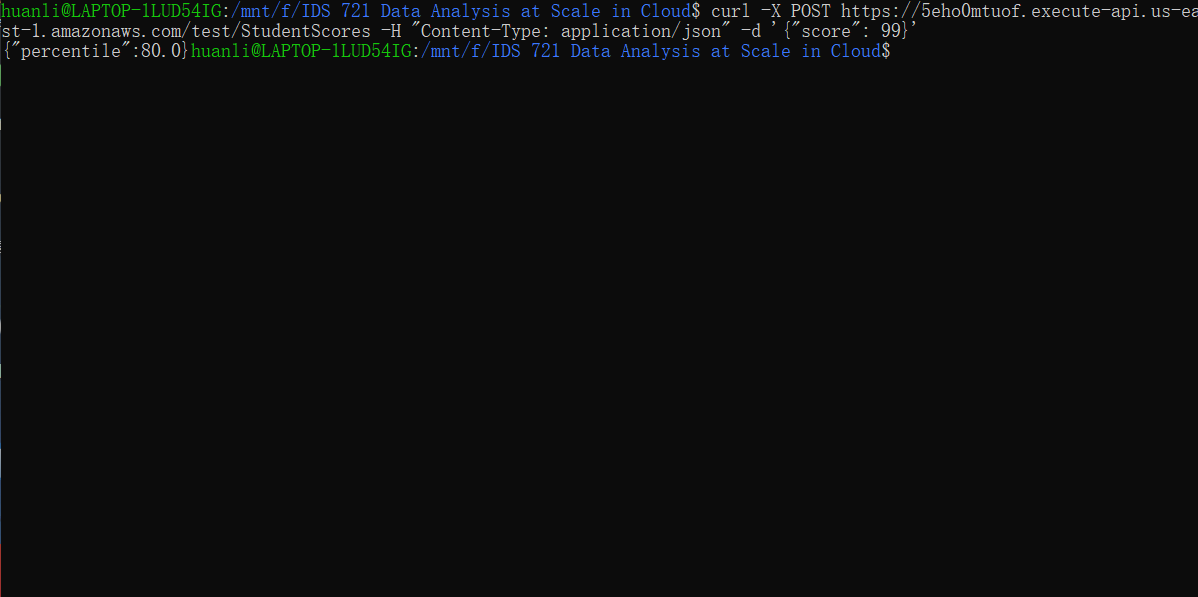 huanli@LAPTOP-1LUD54IG:/mnt/f/IDS 721 Data Analysis at Scale in Cloud$ curl -X POST https://5eho0mtuof.execute-api.us-ea
st-1.amazonaws.com/test/StudentScores -H "Content-Type: application/json" -d '{"score": 99}'
{"percentile":80.0}huanli@LAPTOP-1LUD54IG:/mnt/f/IDS 721 Data Analysis at Scale in Cloud$